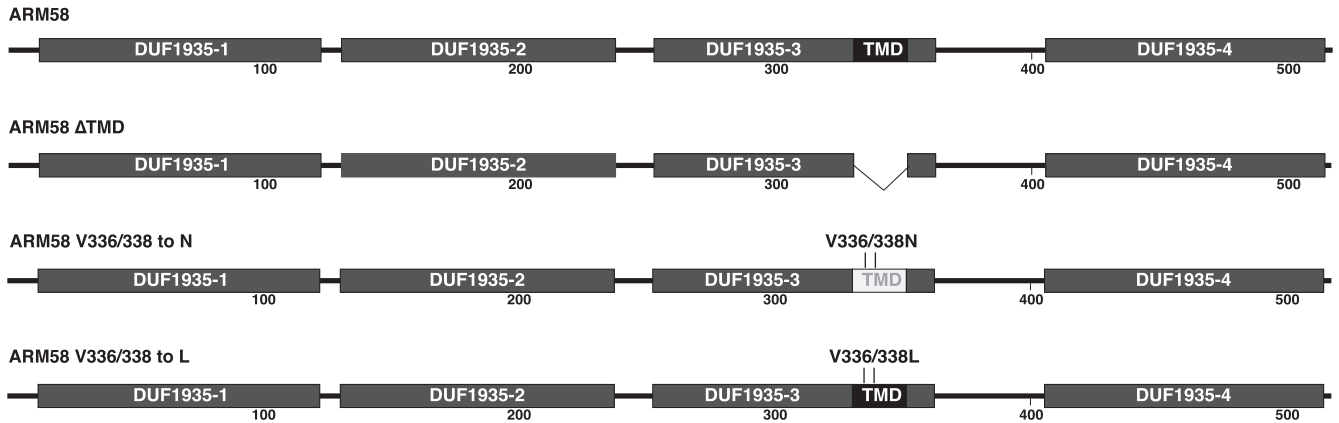 ARM58
DUF1935-1 DUF1935-2 DUF1935-3 TMD DUF1935-4
100 200 300 400 500
ARM58 ΔTMD
DUF1935-1 DUF1935-2 DUF1935-3 DUF1935-4
100 200 300 400 500
ARM58 V336/338 to N V336/338N
DUF1935-1 DUF1935-2 DUF1935-3 TMD DUF1935-4
100 200 300 400 500
ARM58 V336/338 to L V336/338L
DUF1935-1 DUF1935-2 DUF1935-3 TMD DUF1935-4
100 200 300 400 500